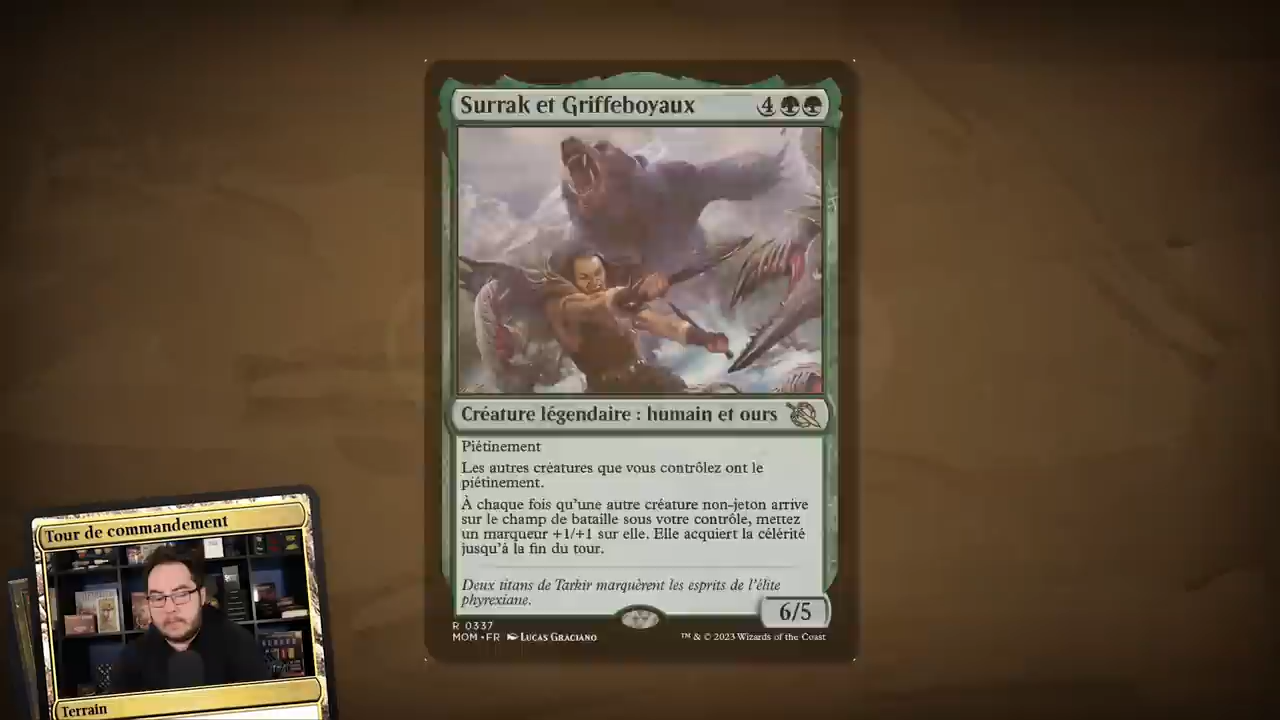 Surrak et Griffeboyaux
4
Créature légendaire : humain et ours
Piétinement
Les autres créatures que vous contrôlez ont le
piétinement.
À chaque fois qu'une autre créature non-jeton arrive
sur le champ de bataille sous votre contrôle, mettez
un marqueur +1/+1 sur elle. Elle acquiert la célérité
jusqu'à la fin du tour.
Deux titans de Tarkir marquèrent les esprits de l'élite
phyrexiane.
6/5
R 0337
MOM • FR Lucas Graciano
™ & © 2023 Wizards of the Coast
Tour de commandement
Terrain